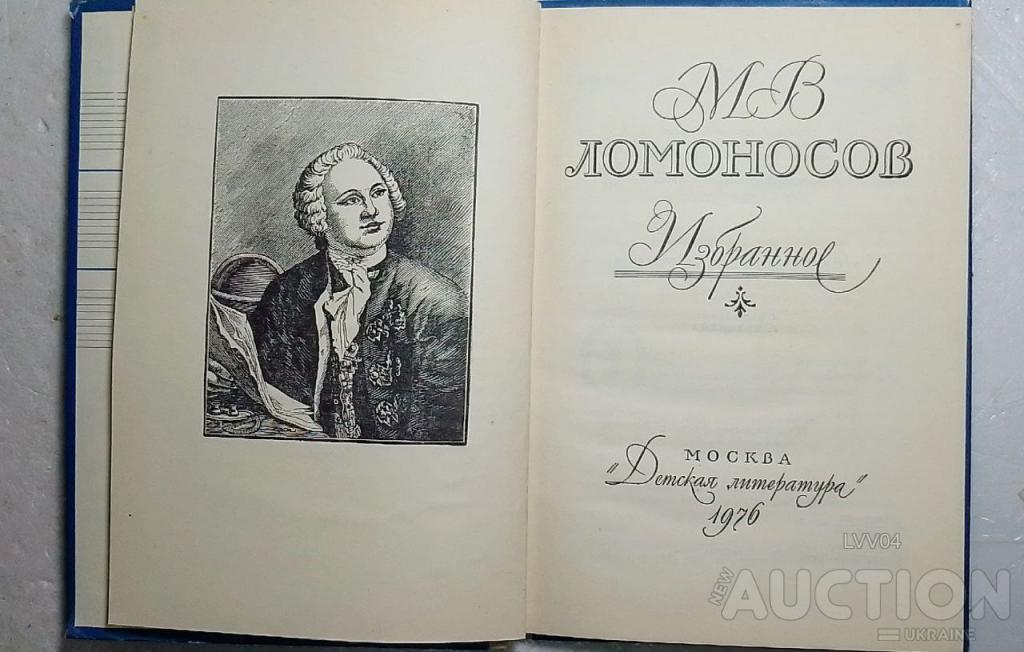 М В
ЛОМОНОСОВ
Избранное
МОСКВА
"Детская литература"
1976
LVV04
NEW AUCTION
UKRAINE